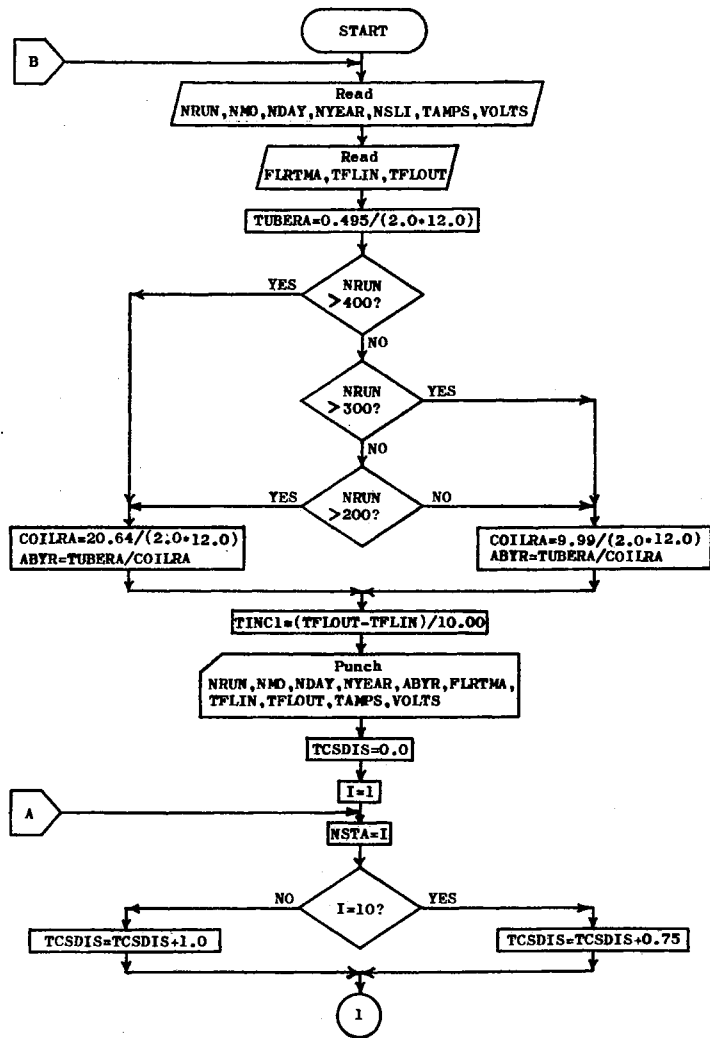 START
B
Read
NRUN,NMO,NDAY,NYEAR,NSLI,TAMPS,VOLTS
Read
FLRTMA,TFLIN,TFLOUT
TUBERA=0.495/(2.0*12.0)
YES
NRUN
>400?
NO
NRUN
>300?
YES
NO
YES
NRUN
>200?
NO
COILRA=20.64/(2.0*12.0)
ABYR=TUBERA/COILRA
COILRA=9.99/(2.0*12.0)
ABYR=TUBERA/COILRA
TINC1=(TFLOUT-TFLIN)/10.00
Punch
NRUN,NMO,NDAY,NYEAR,ABYR,FLRTMA,
TFLIN,TFLOUT,TAMPS,VOLTS
TCSDIS=0.0
I=1
A
NSTA=I
NO
I=10?
YES
TCSDIS=TCSDIS+1.0
TCSDIS=TCSDIS+0.75
1